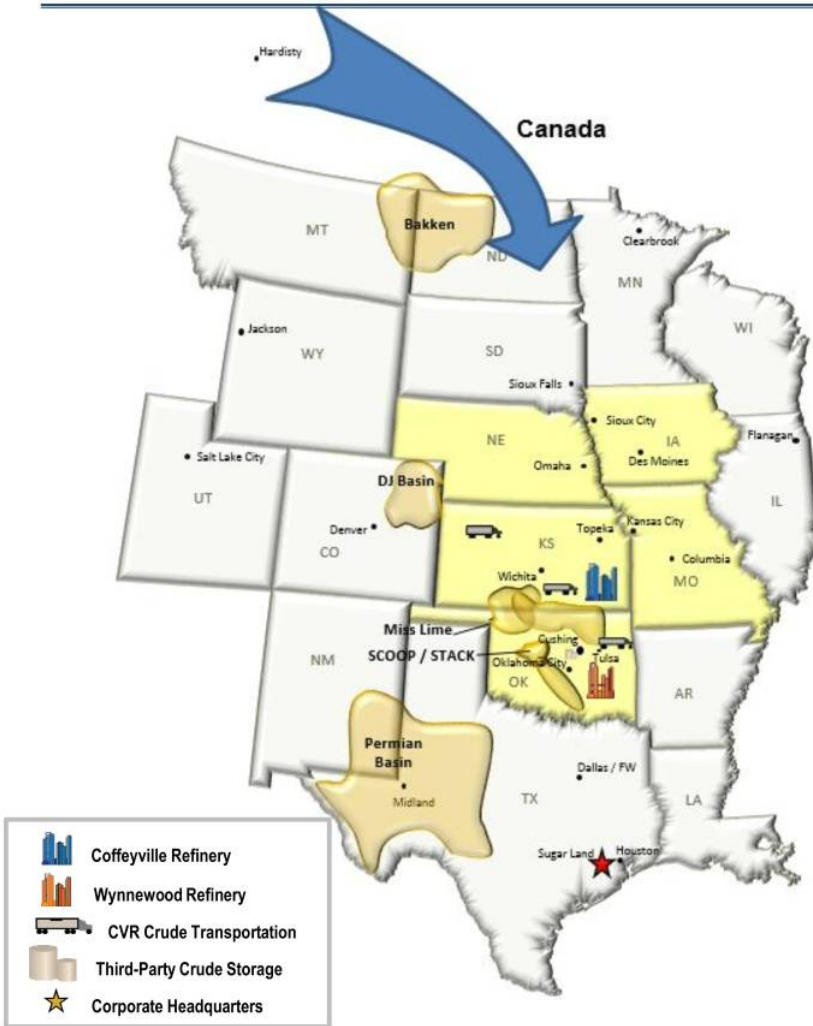 Hardisty
Canada
MT
Bakken
ND
Clearbrook
MN
WI
Jackson
WY
SD
Sioux Falls
NE
Sioux City
IA
Flanagan
Salt Lake City
Omaha
Des Moines
UT
DJ Basin
IL
Denver
CO
KS
Topeka
Kansas City
Columbia
MO
Wichita
Miss Lime
Cushing
SCOOP / STACK
Oklahoma City
Tulsa
NM
OK
AR
Permian
Basin
Midland
Dallas / FW
TX
LA
Sugar Land
Houston
Coffeyville Refinery
Wynnewood Refinery
CVR Crude Transportation
Third-Party Crude Storage
Corporate Headquarters